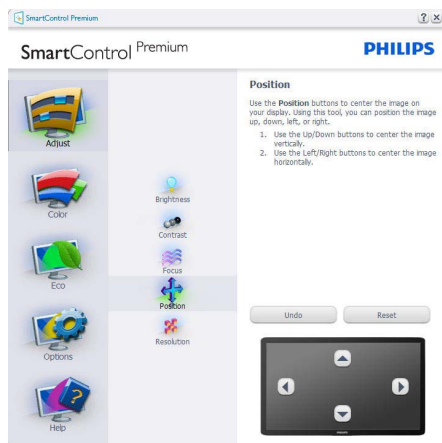 SmartControl Premium
SmartControl Premium
PHILIPS
Adjust
Color
Eco
Options
Help
Brightness
Contrast
Focus
Position
Resolution
Position
Use the Position buttons to center the image on
your display. Using this tool, you can position the image
up, down, left, or right.
1. Use the Up/Down buttons to center the image
vertically.
2. Use the Left/Right buttons to center the image
horizontally.
Undo
Reset